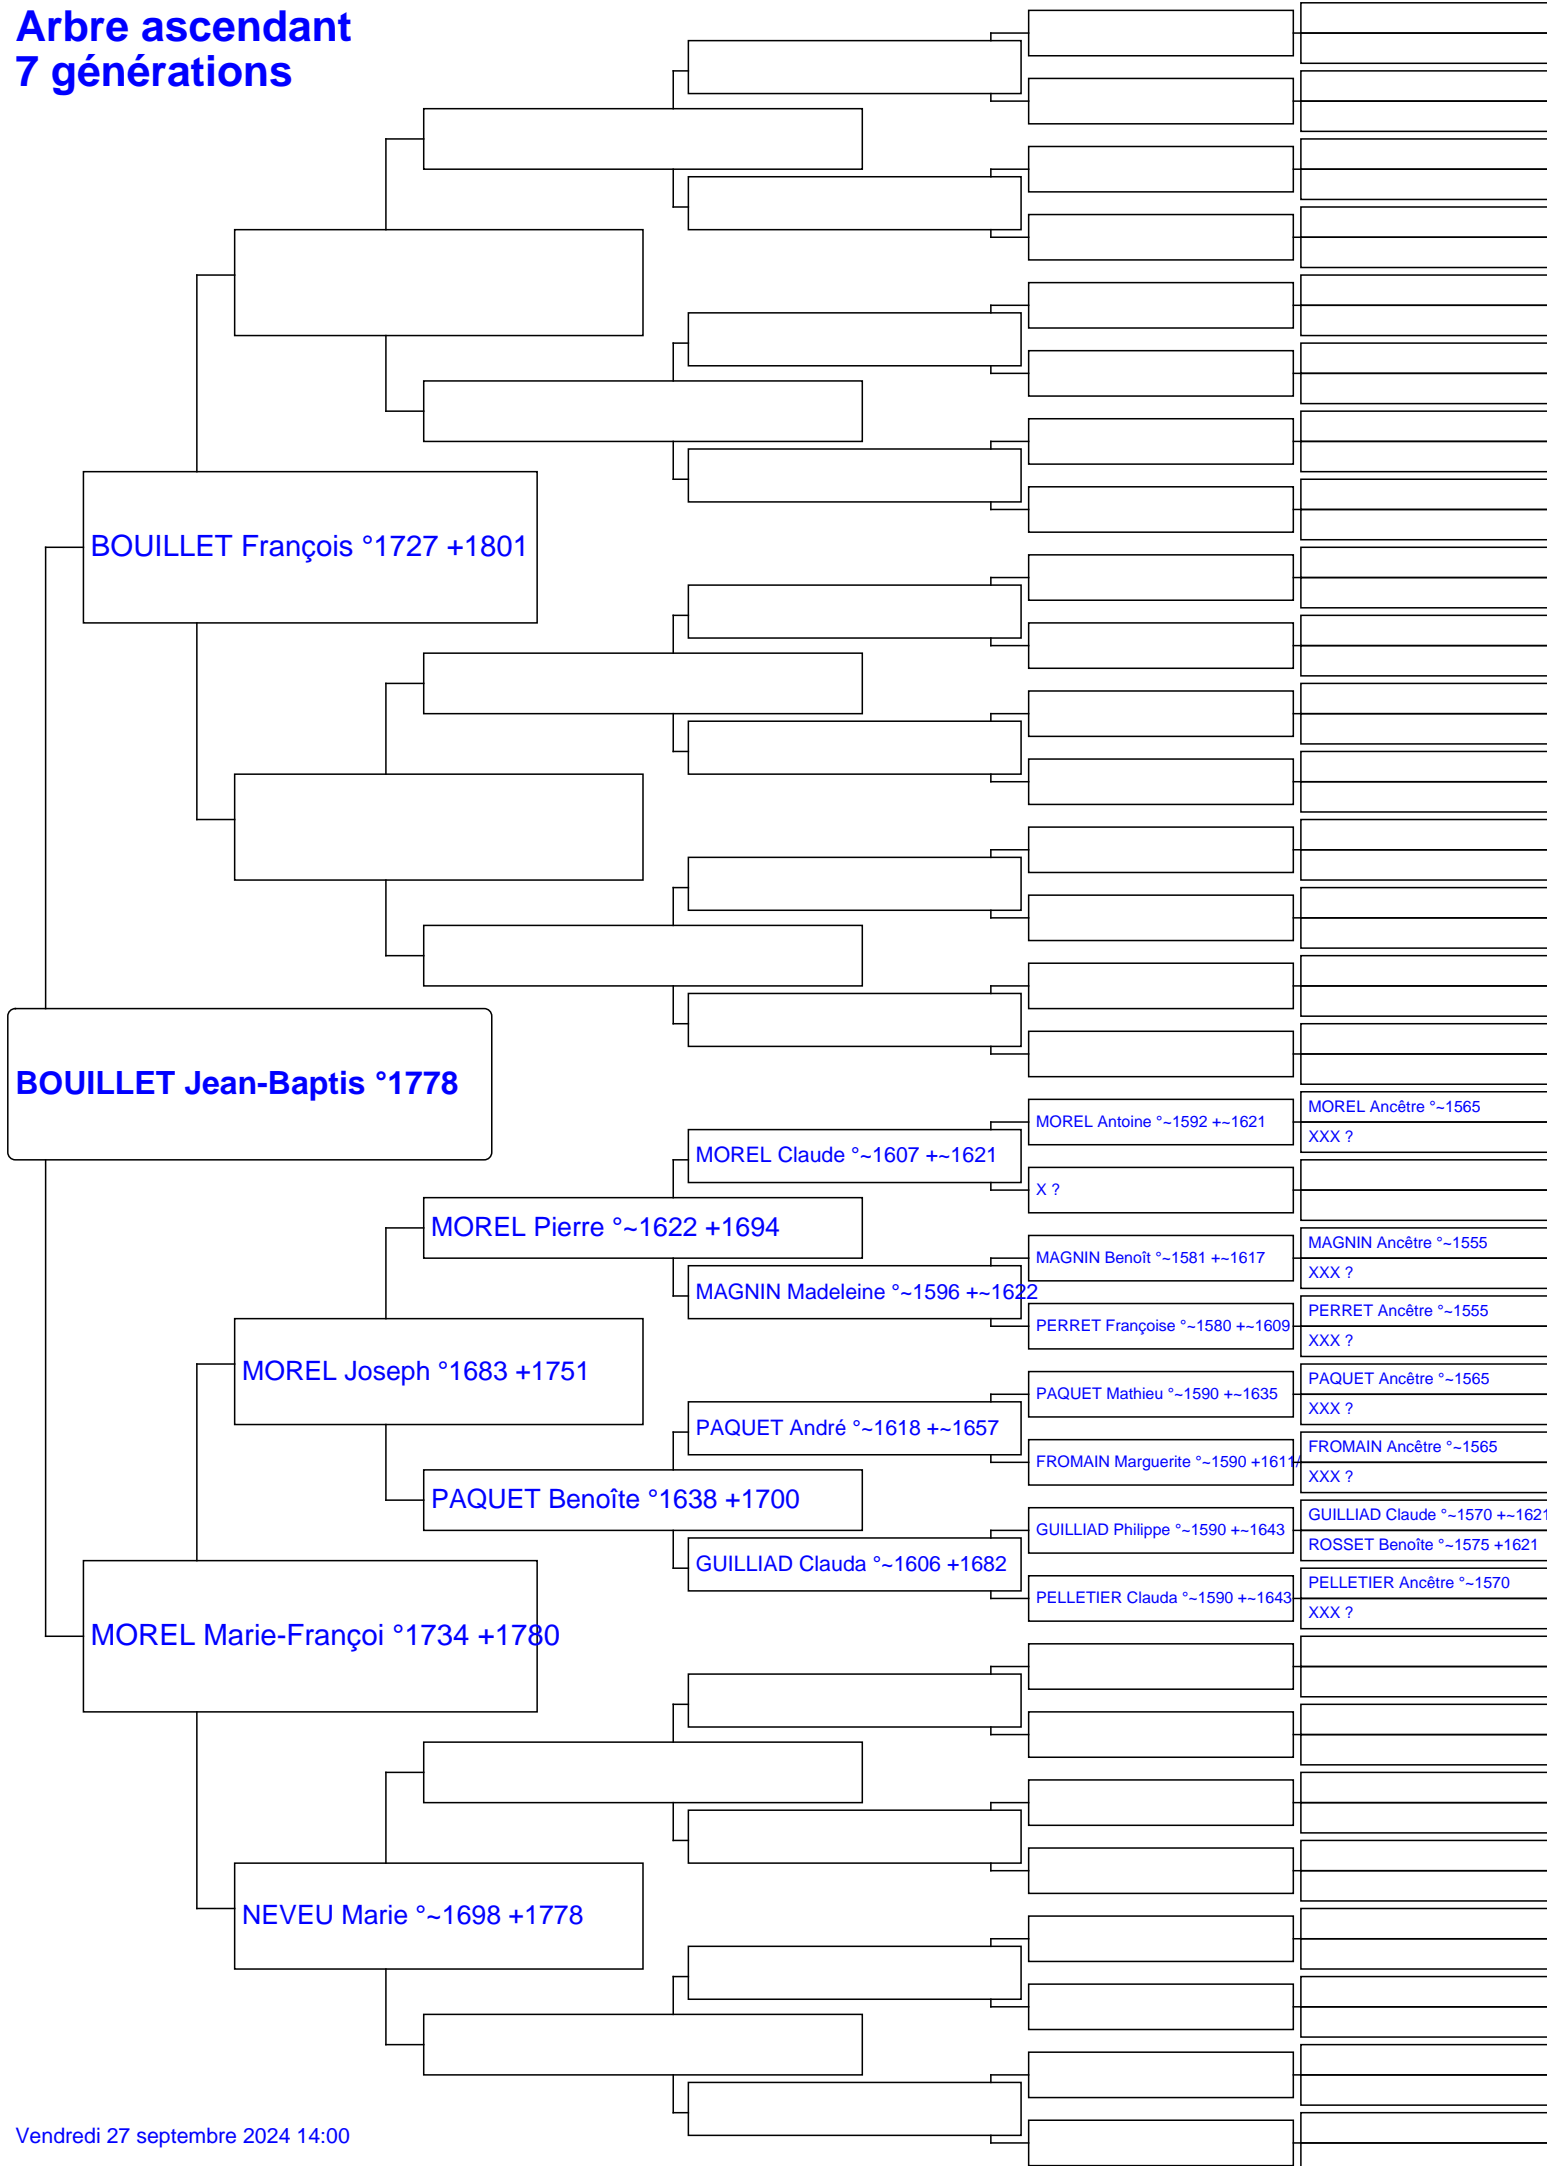 Arbre ascendant
7 générations
BOUILLET François °1727 +1801
BOUILLET Jean-Baptis °1778
MOREL Antoine °~1592 +~1621
MOREL Ancêtre °~1565
XXX ?
MOREL Claude °~1607 +~1621
X ?
MOREL Pierre °~1622 +1694
MAGNIN Benoît °~1581 +~1617
MAGNIN Ancêtre °~1555
XXX ?
MAGNIN Madeleine °~1596 +~1622
PERRET Françoise °~1580 +~1609
PERRET Ancêtre °~1555
XXX ?
MOREL Joseph °1683 +1751
PAQUET Mathieu °~1590 +~1635
PAQUET Ancêtre °~1565
XXX ?
PAQUET André °~1618 +~1657
FROMAIN Marguerite °~1590 +1611/
FROMAIN Ancêtre °~1565
XXX ?
PAQUET Benoîte °1638 +1700
GUILLIAD Philippe °~1590 +~1643
GUILLIAD Claude °~1570 +~1621
ROSSET Benoîte °~1575 +1621
GUILLIAD Clauda °~1606 +1682
PELLETIER Clauda °~1590 +~1643
PELLETIER Ancêtre °~1570
XXX ?
MOREL Marie-Françoi °1734 +1780
NEVEU Marie °~1698 +1778
Vendredi 27 septembre 2024 14:00